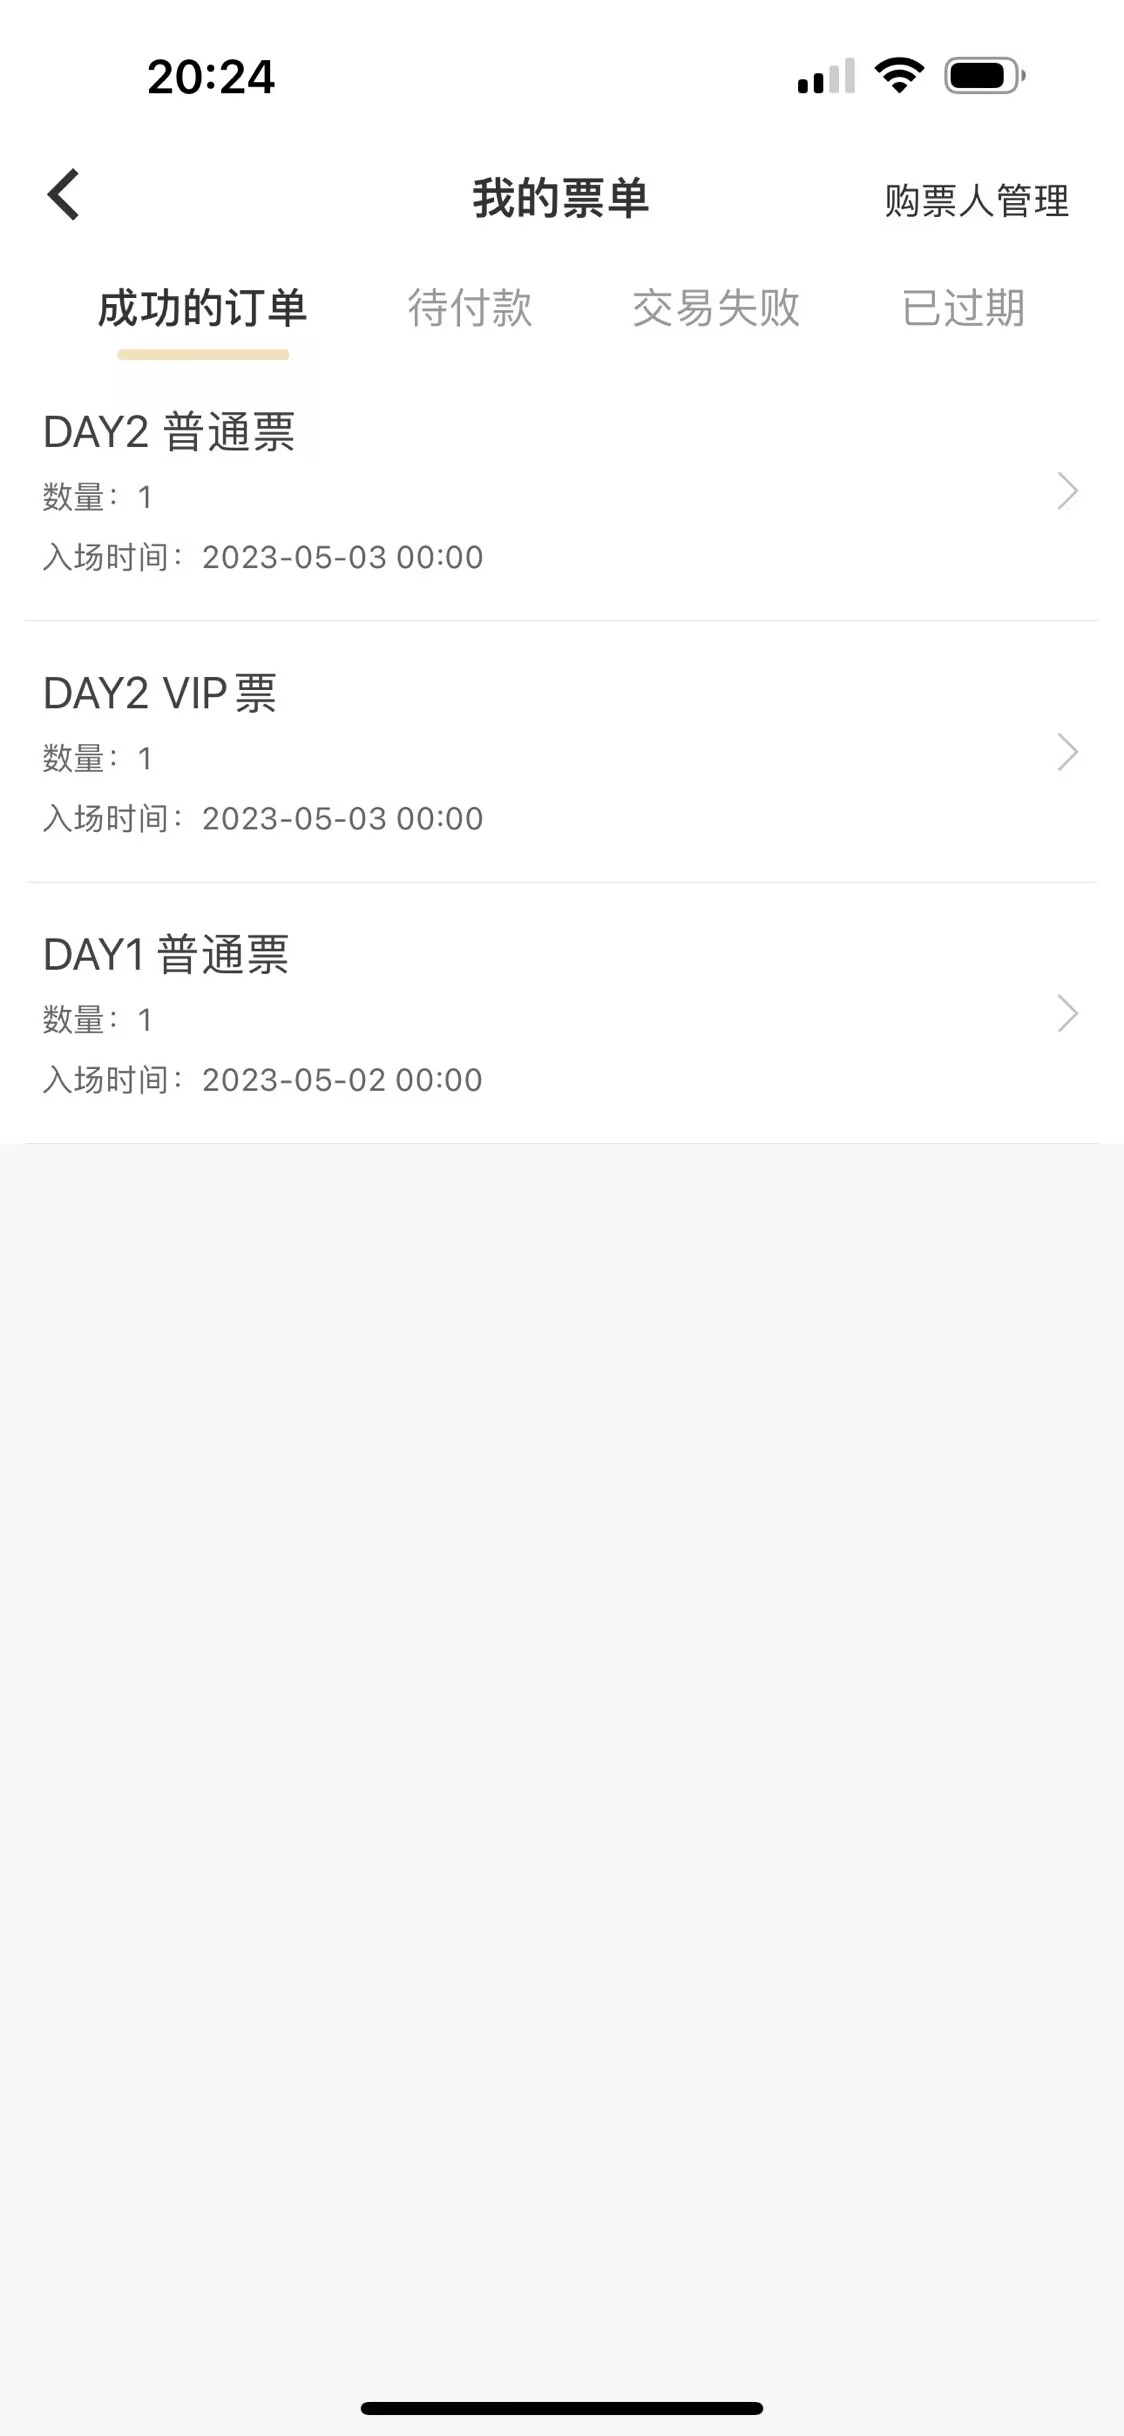 20:24
我的票单
购票人管理
成功的订单 待付款 交易失败 已过期
DAY2 普通票
数量：1
入场时间：2023-05-03 00:00
DAY2 VIP票
数量：1
入场时间：2023-05-03 00:00
DAY1 普通票
数量：1
入场时间：2023-05-02 00:00